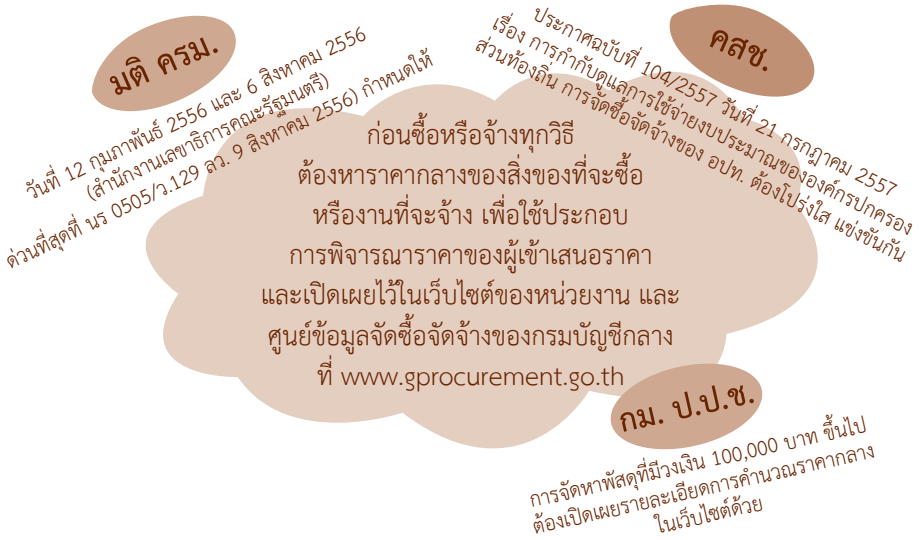 มติ ครม.
วันที่ 12 กุมภาพันธ์ 2556 และ 6 สิงหาคม 2556
(สำนักงานเลขาธิการคณะรัฐมนตรี)
ด่วนที่สุดที่ นร 0505/ว.129 ลว. 9 สิงหาคม 2556) กำหนดให้
คสช.
ประกาศฉบับที่ 104/2557 วันที่ 21 กรกฎาคม 2557
เรื่อง การกำกับดูแลการใช้จ่ายงบประมาณขององค์กรปกครอง
ส่วนท้องถิ่น การจัดซื้อจัดจ้างของ อปท. ต้องโปร่งใส แข่งขันกัน
ก่อนซื้อหรือจ้างทุกวิธี
ต้องหาราคากลางของสิ่งของที่จะซื้อ
หรืองานที่จะจ้าง เพื่อใช้ประกอบ
การพิจารณาราคาของผู้เข้าเสนอราคา
และเปิดเผยไว้ในเว็บไซต์ของหน่วยงาน และ
ศูนย์ข้อมูลจัดซื้อจัดจ้างของกรมบัญชีกลาง
ที่ www.gprocurement.go.th
กม. ป.ป.ช.
การจัดหาพัสดุที่มีวงเงิน 100,000 บาท ขึ้นไป
ต้องเปิดเผยรายละเอียดการคำนวณราคากลาง
ในเว็บไซต์ด้วย